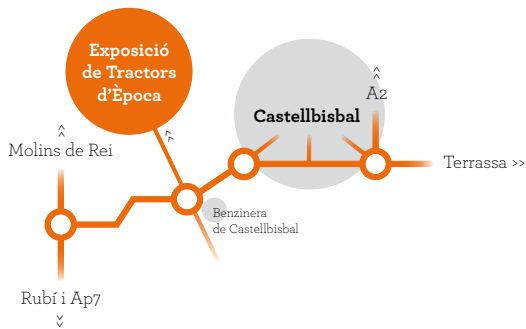 Exposició
de Tractors
d'Època
A2
Castellbisbal
Molins de Rei
Terrassa >>
Benzinera
de Castellbisbal
Rubí i Ap7